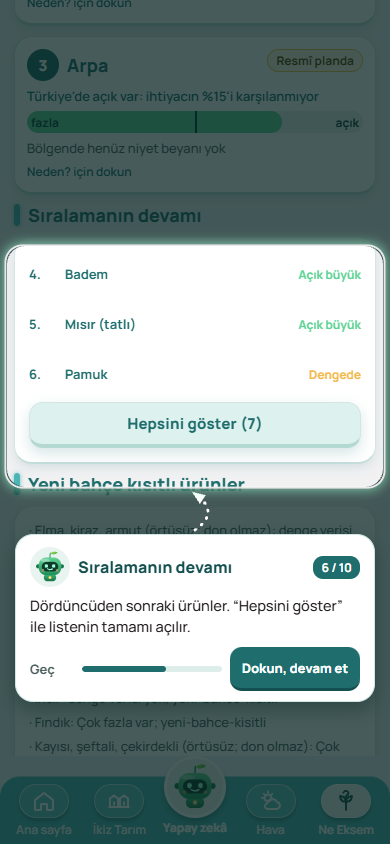 Neden? için dokun
3
Arpa
Resmî planda
Türkiye'de açık var: ihtiyacın %15'i karşılanmıyor
fazla
açık
Bölgende henüz niyet beyanı yok
Neden? için dokun
Sıralamanın devamı
4. Badem Açık büyük
5. Mısır (tatlı) Açık büyük
6. Pamuk Dengede
Hepsini göster (7)
Yeni bahçe kısıtlı ürünler
· Elma, kiraz, armut (örtüsüz; don olmaz): denge verisi
Sıralamanın devamı
6 / 10
Dördüncüden sonraki ürünler. “Hepsini göster”
ile listenin tamamı açılır.
Geç
Dokun, devam et
· Fındık: Çok fazla var; yeni-bahce-kisitli
· Kayısı, şeftali, çekirdekli (örtüsüz; don olmaz): Çok
Ana sayfa
İkiz Tarım
Yapay zekâ
Hava
Ne Eksem